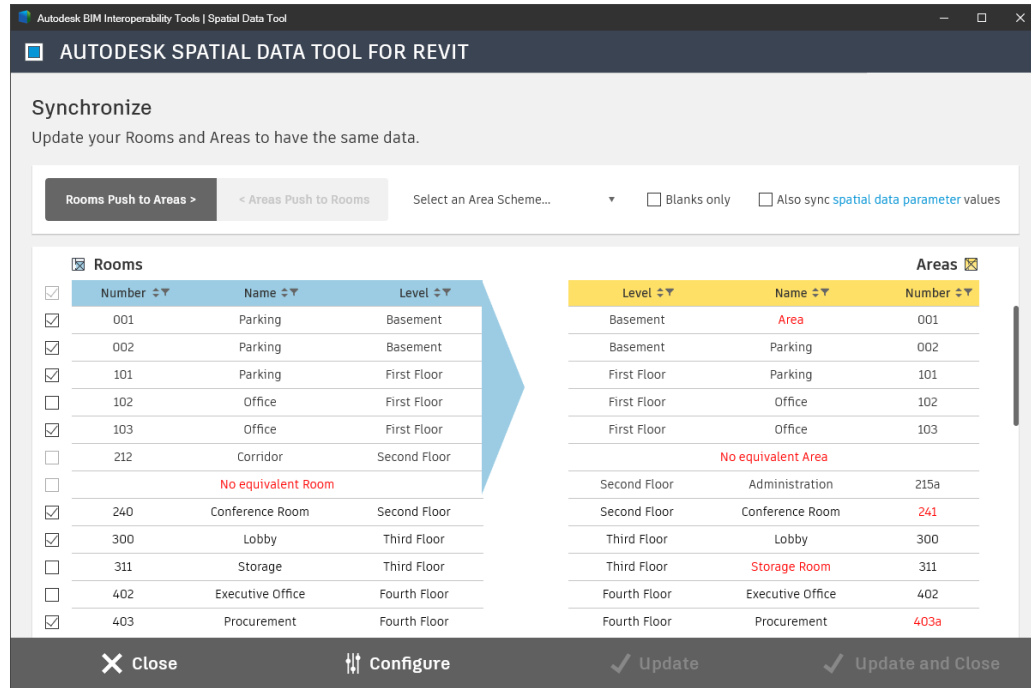 Autodesk BIM Interoperability Tools | Spatial Data Tool
AUTODESK SPATIAL DATA TOOL FOR REVIT
Synchronize
Update your Rooms and Areas to have the same data.
Rooms Push to Areas > < Areas Push to Rooms Select an Area Scheme... Blanks only Also sync spatial data parameter values
Rooms Areas
Number Name Level Level Name Number
001 Parking Basement Basement Area 001
002 Parking Basement Basement Parking 002
101 Parking First Floor First Floor Parking 101
102 Office First Floor First Floor Office 102
103 Office First Floor First Floor Office 103
212 Corridor Second Floor No equivalent Area
No equivalent Room Second Floor Administration 215a
240 Conference Room Second Floor Second Floor Conference Room 241
300 Lobby Third Floor Third Floor Lobby 300
311 Storage Third Floor Third Floor Storage Room 311
402 Executive Office Fourth Floor Fourth Floor Executive Office 402
403 Procurement Fourth Floor Fourth Floor Procurement 403a
Close Configure Update Update and Close